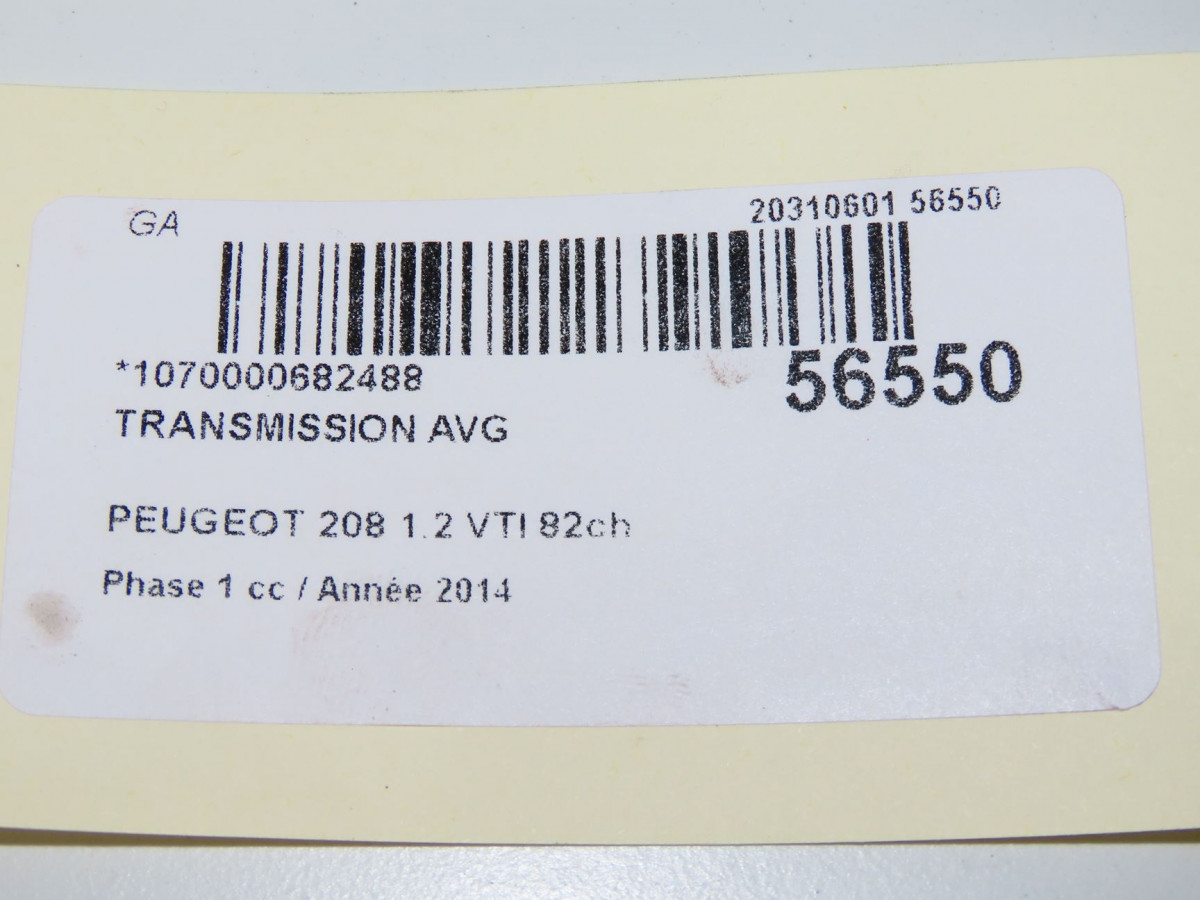 GA
20310601 56550
*1070000682488
56550
TRANSMISSION AVG
PEUGEOT 208 1.2 VTI 82ch
Phase 1 cc / Année 2014